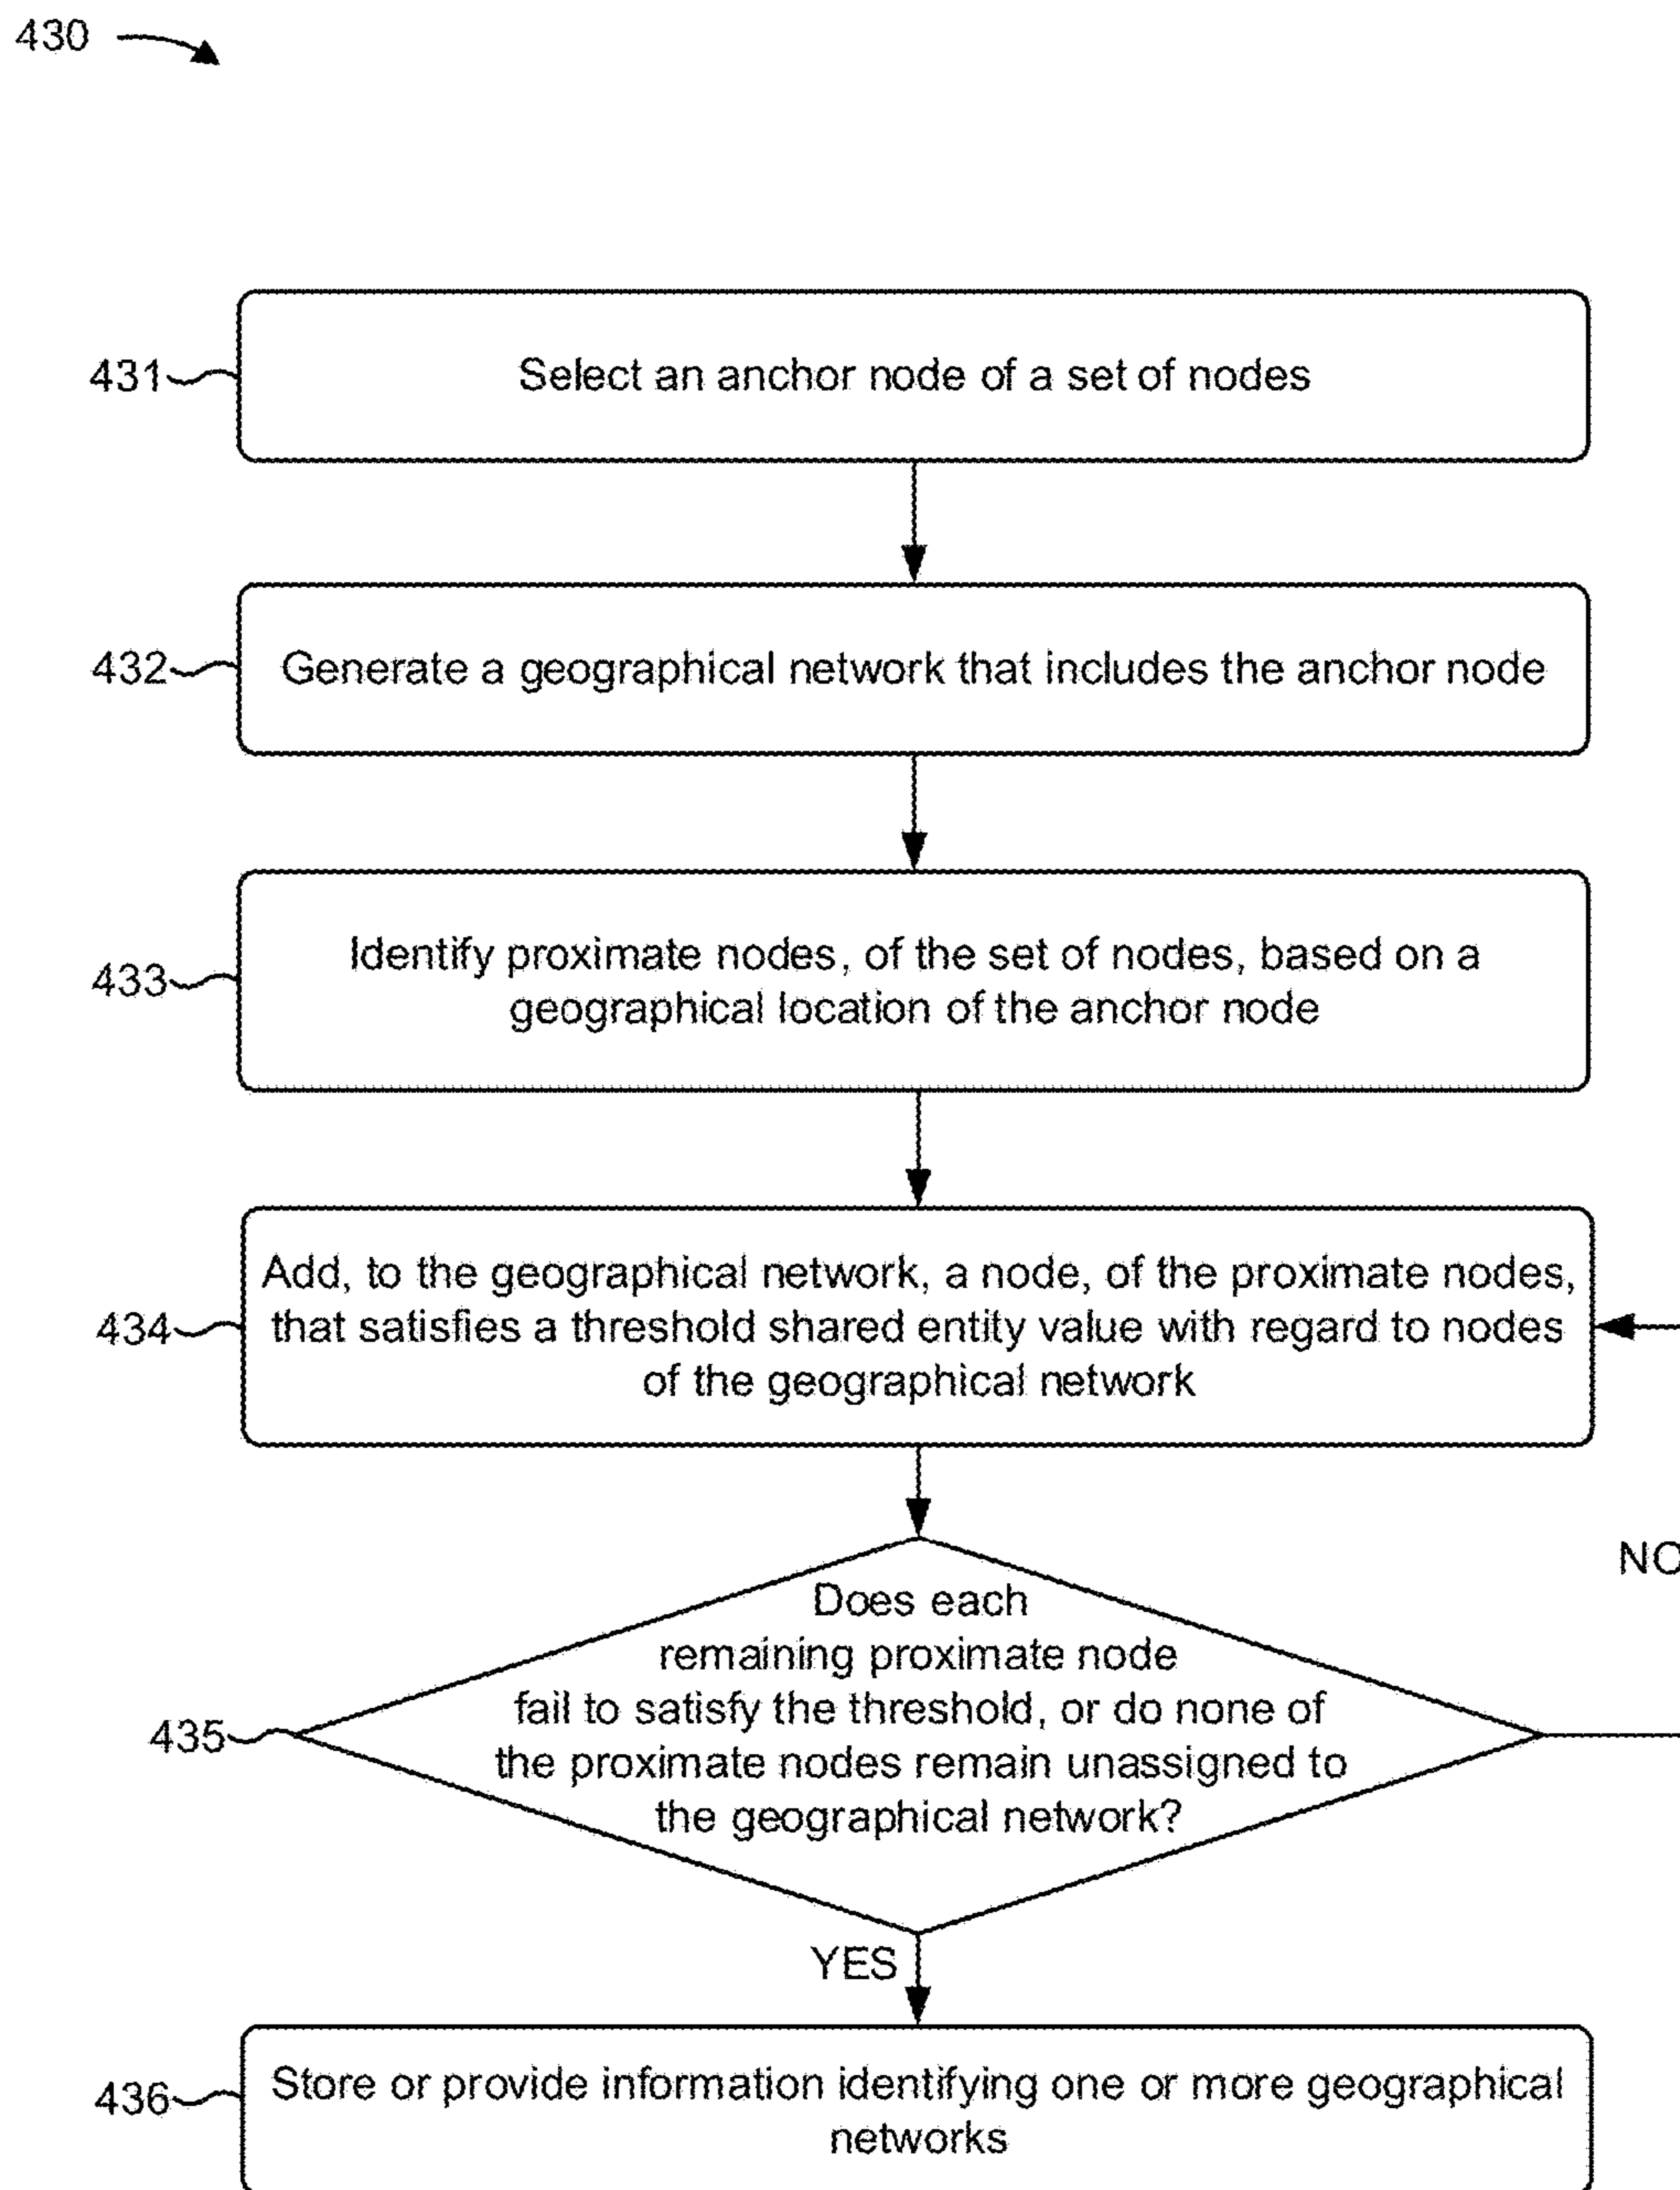 430
431
Select an anchor node of a set of nodes
432
Generate a geographical network that includes the anchor node
433
Identify proximate nodes, of the set of nodes, based on a
geographical location of the anchor node
434
Add, to the geographical network, a node, of the proximate nodes,
that satisfies a threshold shared entity value with regard to nodes
of the geographical network
NO
435
Does each
remaining proximate node
fail to satisfy the threshold, or do none of
the proximate nodes remain unassigned to
the geographical network?
YES
436
Store or provide information identifying one or more geographical
networks